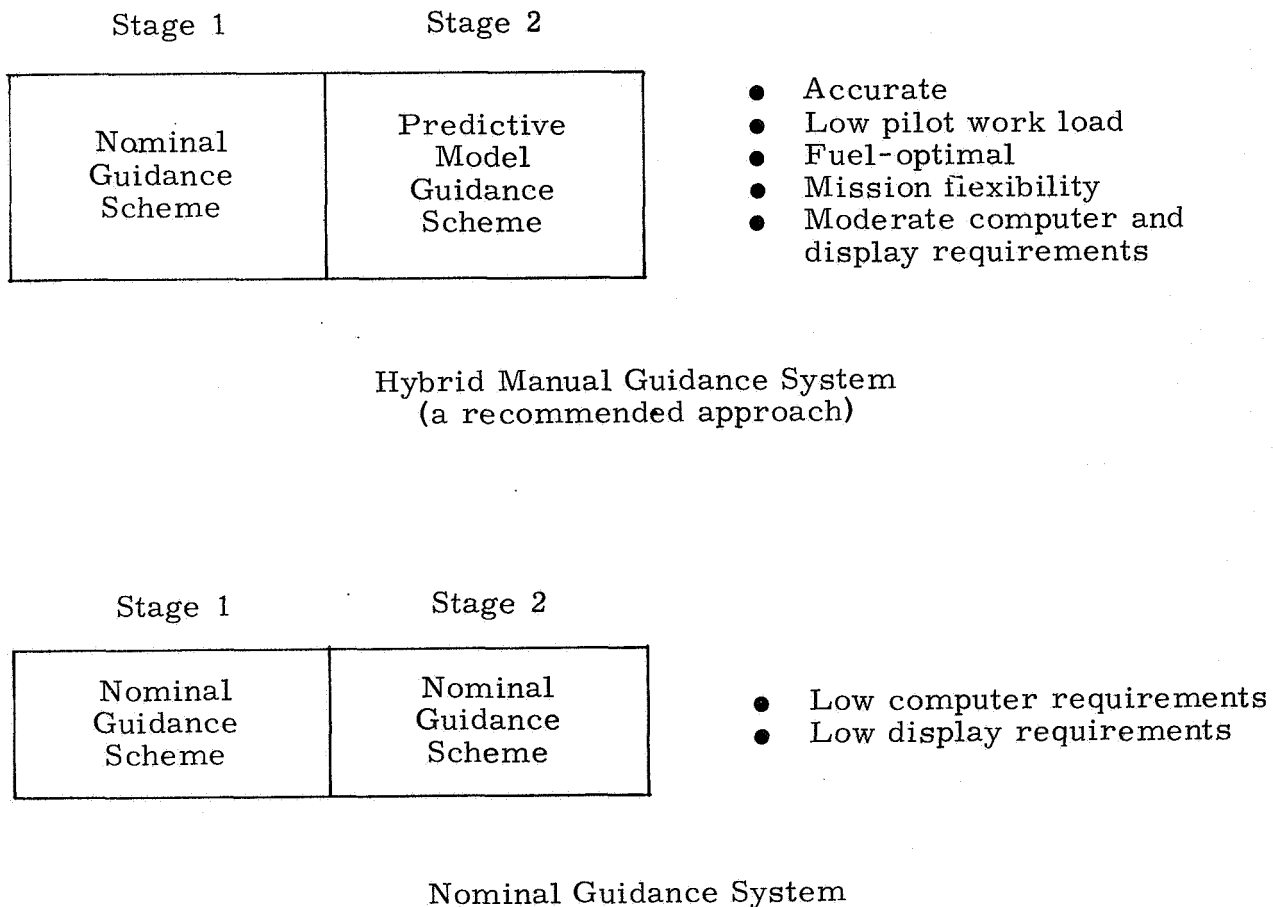 Stage 1 Stage 2
Nominal
Guidance
Scheme
Predictive
Model
Guidance
Scheme
● Accurate
● Low pilot work load
● Fuel-optimal
● Mission flexibility
● Moderate computer and
display requirements
Hybrid Manual Guidance System
(a recommended approach)
Stage 1 Stage 2
Nominal
Guidance
Scheme
Nominal
Guidance
Scheme
● Low computer requirements
● Low display requirements
Nominal Guidance System